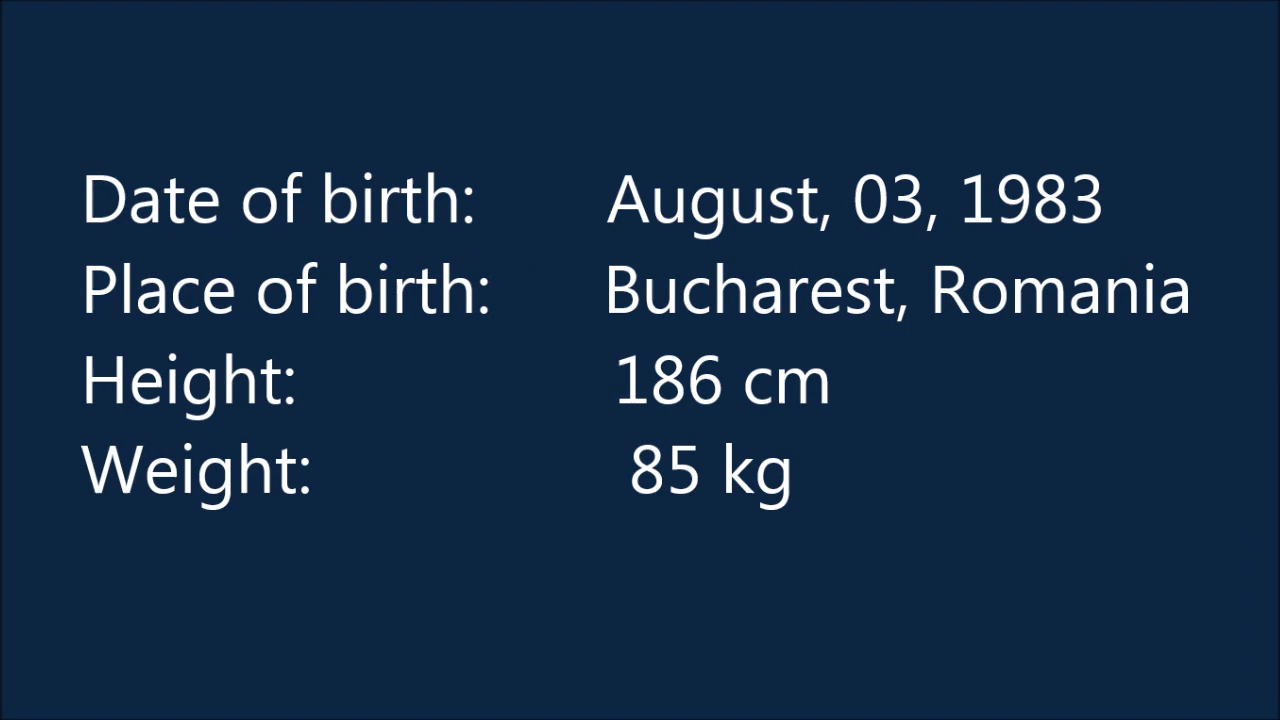 Date of birth: August, 03, 1983
Place of birth: Bucharest, Romania
Height: 186 cm
Weight: 85 kg